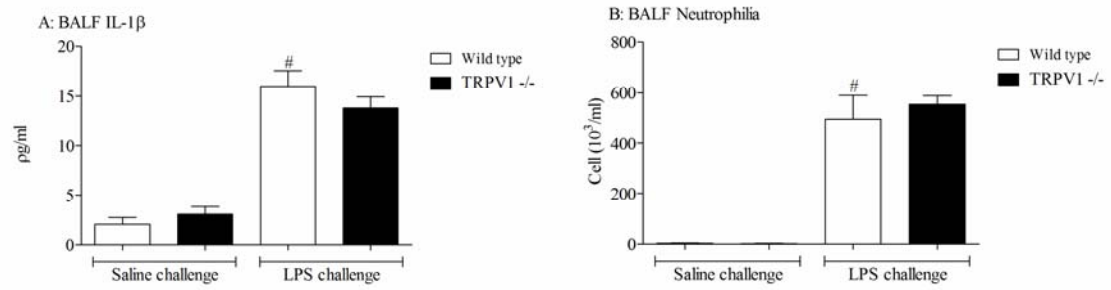 A: BALF IL-1β
20
15
10
5
0
ρg/ml
#
Wild type
TRPV1 -/-
Saline challenge
LPS challenge
B: BALF Neutrophilia
800
600
400
200
0
Cell (10³/ml)
#
Wild type
TRPV1 -/-
Saline challenge
LPS challenge